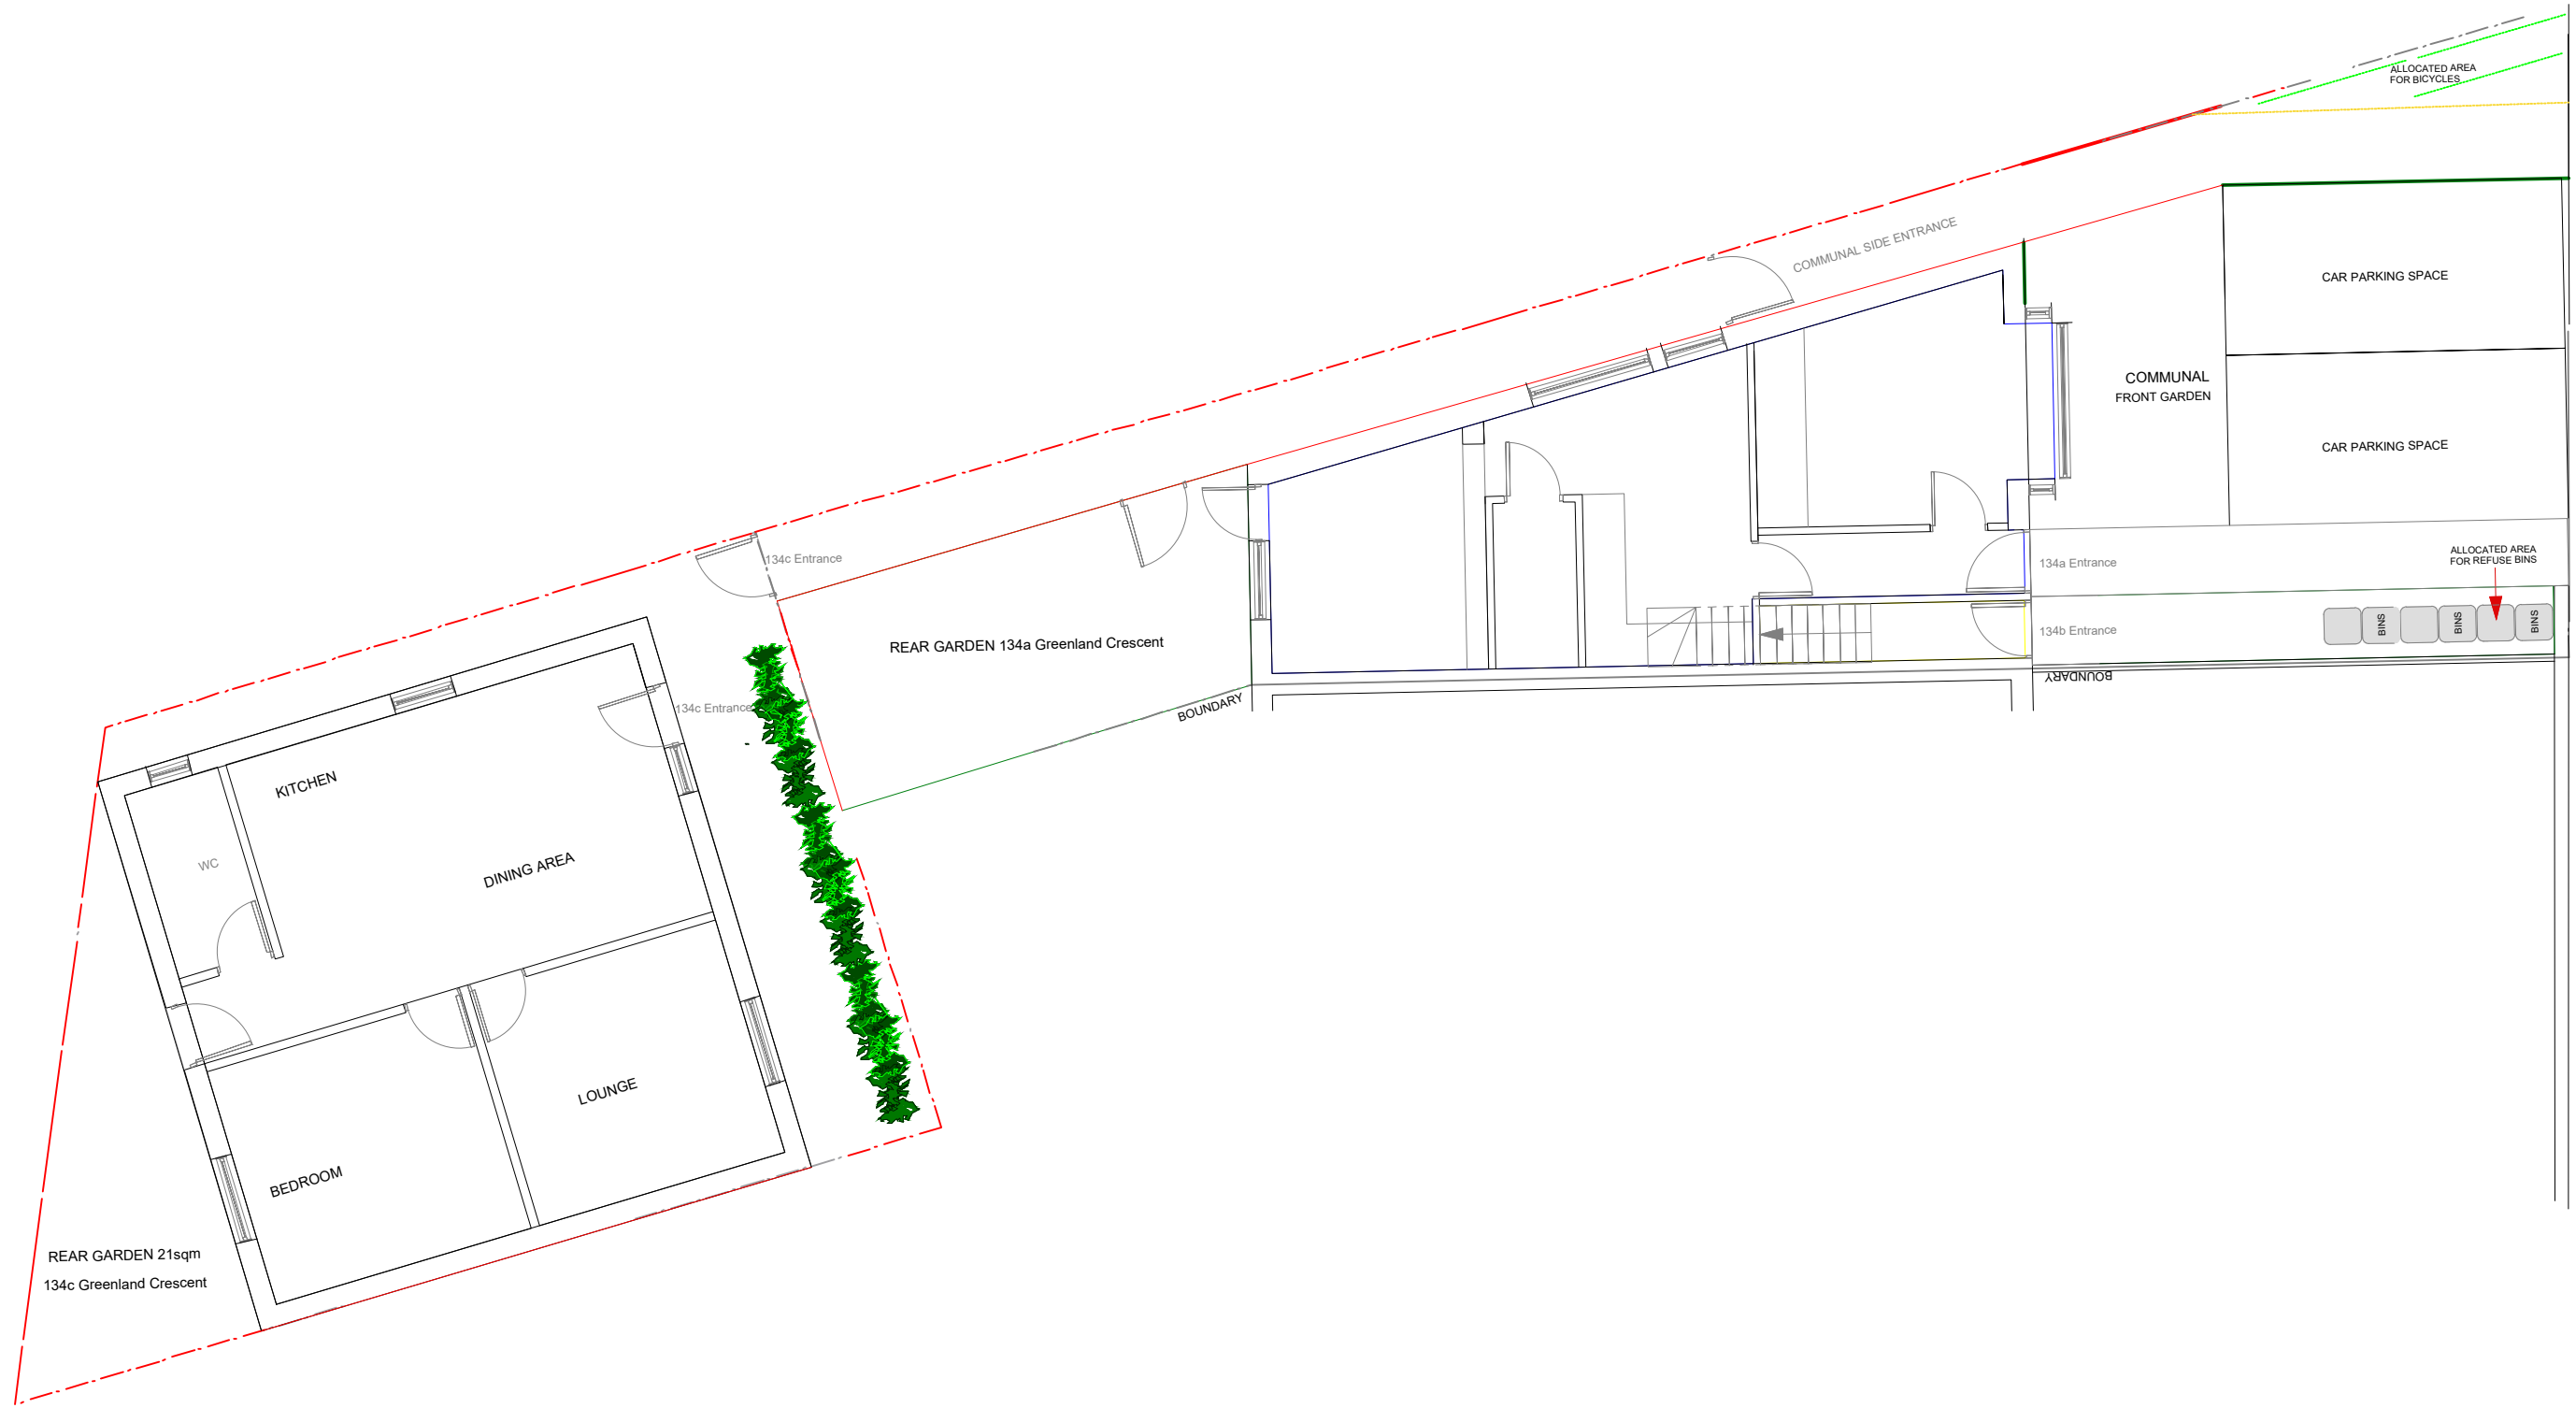 ALLOCATED AREA
FOR BICYCLES
COMMUNAL SIDE ENTRANCE
CAR PARKING SPACE
COMMUNAL
FRONT GARDEN
CAR PARKING SPACE
134c Entrance
134a Entrance
ALLOCATED AREA
FOR REFUSE BINS
REAR GARDEN 134a Greenland Crescent
134b Entrance
BINS
BINS
BINS
BOUNDARY
BOUNDARY
134c Entrance
KITCHEN
WC
DINING AREA
LOUNGE
BEDROOM
REAR GARDEN 21sqm
134c Greenland Crescent